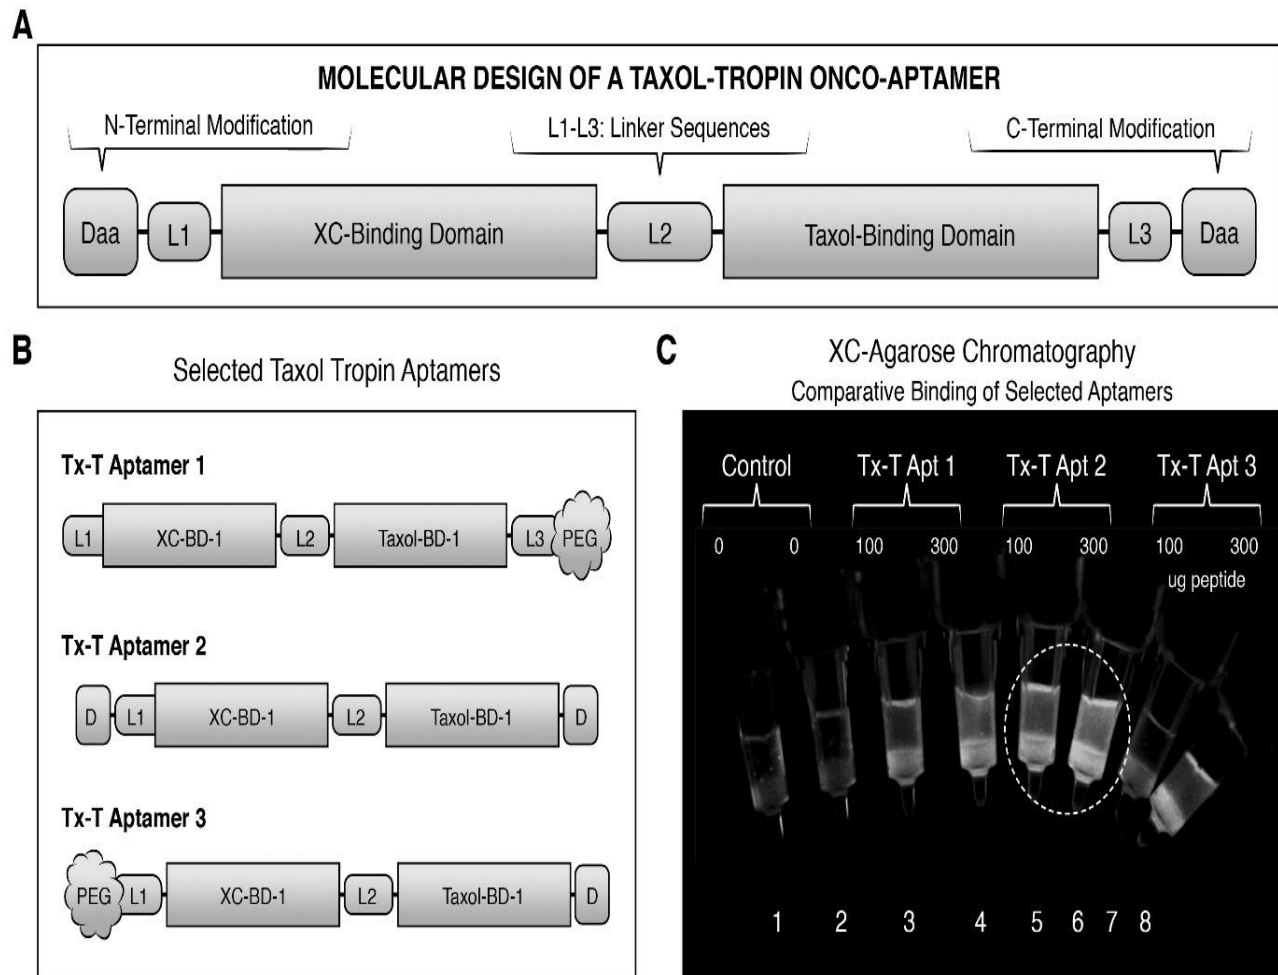 A
MOLECULAR DESIGN OF A TAXOL-TROPIN ONCO-APTAMER
N-Terminal Modification
L1-L3: Linker Sequences
C-Terminal Modification
Daa L1 XC-Binding Domain L2 Taxol-Binding Domain L3 Daa
B
Selected Taxol Tropin Aptamers
Tx-T Aptamer 1
L1 XC-BD-1 L2 Taxol-BD-1 L3 PEG
Tx-T Aptamer 2
D L1 XC-BD-1 L2 Taxol-BD-1 D
Tx-T Aptamer 3
PEG L1 XC-BD-1 L2 Taxol-BD-1 D
C
XC-Agarose Chromatography
Comparative Binding of Selected Aptamers
Control Tx-T Apt 1 Tx-T Apt 2 Tx-T Apt 3
0 0 100 300 100 300 100 300
ug peptide
1 2 3 4 5 6 7 8